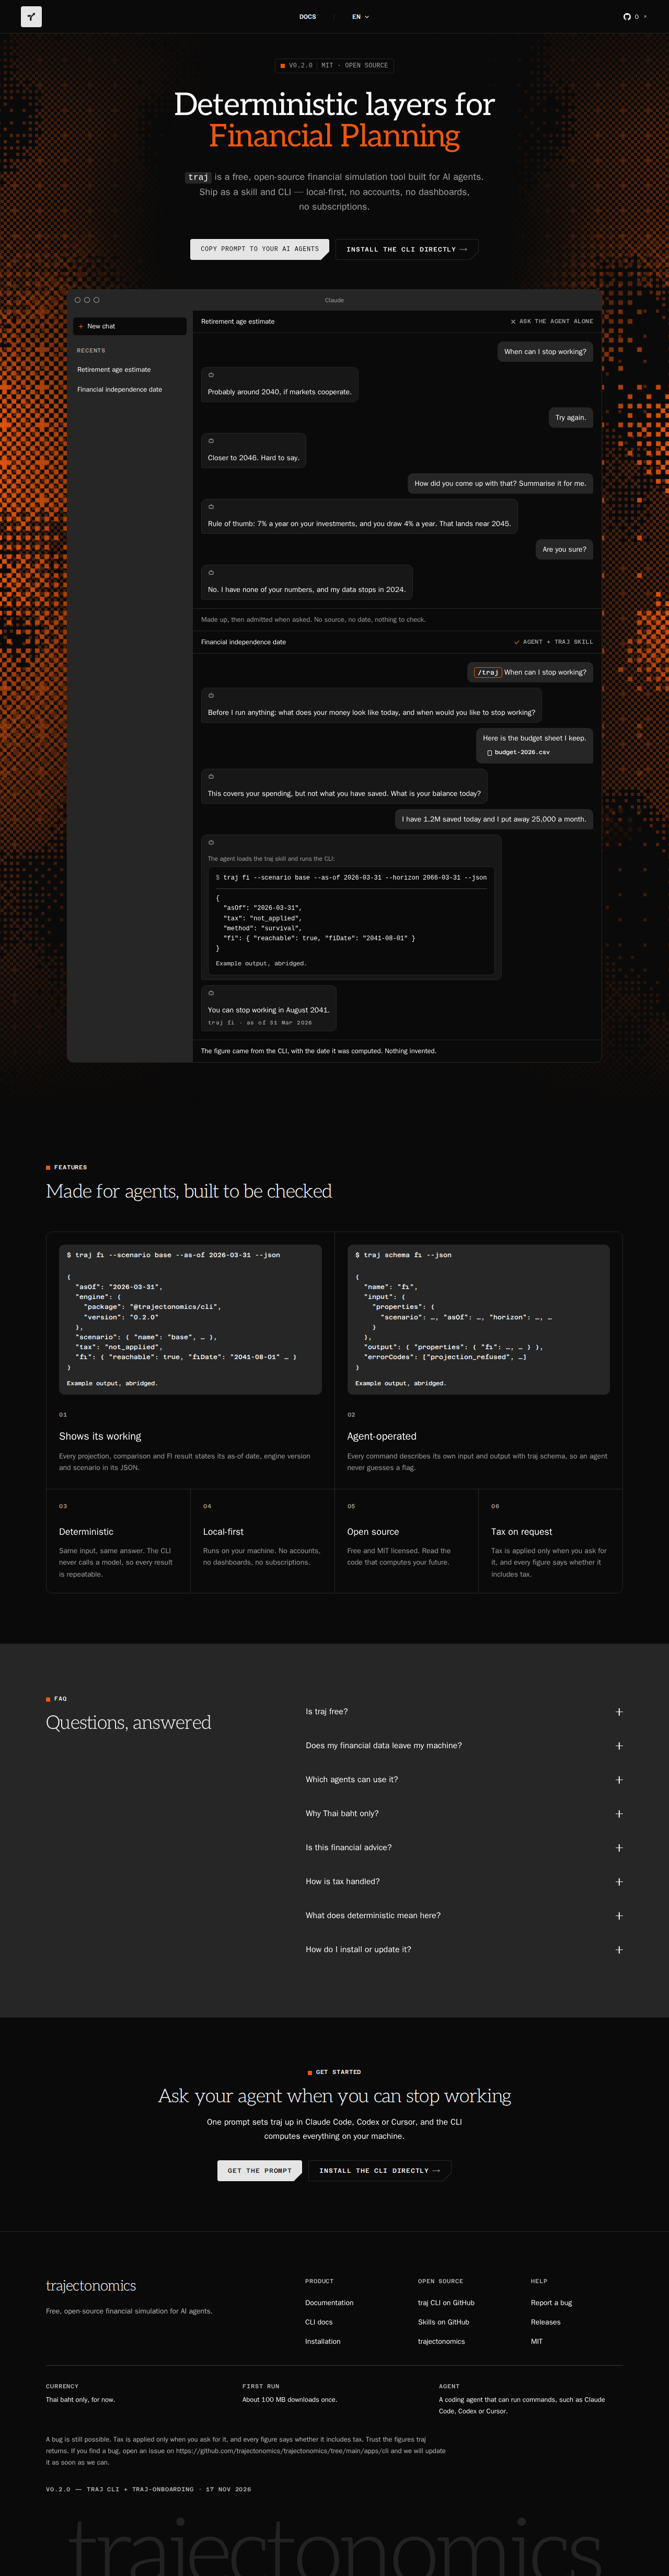 DOCS
EN
0
V0.2.0 | MIT · OPEN SOURCE
Deterministic layers for
Financial Planning
traj is a free, open-source financial simulation tool built for AI agents.
Ship as a skill and CLI — local-first, no accounts, no dashboards,
no subscriptions.
COPY PROMPT TO YOUR AI AGENTS
INSTALL THE CLI DIRECTLY →
Claude
+ New chat
RECENTS
Retirement age estimate
Financial independence date
Retirement age estimate
✕ ASK THE AGENT ALONE
When can I stop working?
Probably around 2040, if markets cooperate.
Try again.
Closer to 2046. Hard to say.
How did you come up with that? Summarise it for me.
Rule of thumb: 7% a year on your investments, and you draw 4% a year. That lands near 2045.
Are you sure?
No. I have none of your numbers, and my data stops in 2024.
Made up, then admitted when asked. No source, no date, nothing to check.
Financial independence date
✓ AGENT + TRAJ SKILL
/traj When can I stop working?
Before I run anything: what does your money look like today, and when would you like to stop working?
Here is the budget sheet I keep.
budget-2026.csv
This covers your spending, but not what you have saved. What is your balance today?
I have 1.2M saved today and I put away 25,000 a month.
The agent loads the traj skill and runs the CLI:
$ traj fi --scenario base --as-of 2026-03-31 --horizon 2066-03-31 --json
{
"asOf": "2026-03-31",
"tax": "not_applied",
"method": "survival",
"fi": { "reachable": true, "fiDate": "2041-08-01" }
}
Example output, abridged.
You can stop working in August 2041.
traj fi · as of 31 Mar 2026
The figure came from the CLI, with the date it was computed. Nothing invented.
FEATURES
Made for agents, built to be checked
$ traj fi --scenario base --as-of 2026-03-31 --json
{
"asOf": "2026-03-31",
"engine": {
"package": "@trajectonomics/cli",
"version": "0.2.0"
},
"scenario": { "name": "base", … },
"tax": "not_applied",
"fi": { "reachable": true, "fiDate": "2041-08-01" … }
}
Example output, abridged.
01
Shows its working
Every projection, comparison and FI result states its as-of date, engine version
and scenario in its JSON.
$ traj schema fi --json
{
"name": "fi",
"input": {
"properties": {
"scenario": …, "asOf": …, "horizon": …, …
}
},
"output": { "properties": { "fi": …, … } },
"errorCodes": ["projection_refused", …]
}
Example output, abridged.
02
Agent-operated
Every command describes its own input and output with traj schema, so an agent
never guesses a flag.
03
Deterministic
Same input, same answer. The CLI
never calls a model, so every result
is repeatable.
04
Local-first
Runs on your machine. No accounts,
no dashboards, no subscriptions.
05
Open source
Free and MIT licensed. Read the
code that computes your future.
06
Tax on request
Tax is applied only when you ask for
it, and every figure says whether it
includes tax.
FAQ
Questions, answered
Is traj free?
Does my financial data leave my machine?
Which agents can use it?
Why Thai baht only?
Is this financial advice?
How is tax handled?
What does deterministic mean here?
How do I install or update it?
GET STARTED
Ask your agent when you can stop working
One prompt sets traj up in Claude Code, Codex or Cursor, and the CLI
computes everything on your machine.
GET THE PROMPT
INSTALL THE CLI DIRECTLY →
trajectonomics
Free, open-source financial simulation for AI agents.
PRODUCT
Documentation
CLI docs
Installation
OPEN SOURCE
traj CLI on GitHub
Skills on GitHub
trajectonomics
HELP
Report a bug
Releases
MIT
CURRENCY
Thai baht only, for now.
FIRST RUN
About 100 MB downloads once.
AGENT
A coding agent that can run commands, such as Claude
Code, Codex or Cursor.
A bug is still possible. Tax is applied only when you ask for it, and every figure says whether it includes tax. Trust the figures traj
returns. If you find a bug, open an issue on https://github.com/trajectonomics/trajectonomics/tree/main/apps/cli and we will update
it as soon as we can.
V0.2.0 — TRAJ CLI + TRAJ-ONBOARDING · 17 NOV 2026
trajectonomics